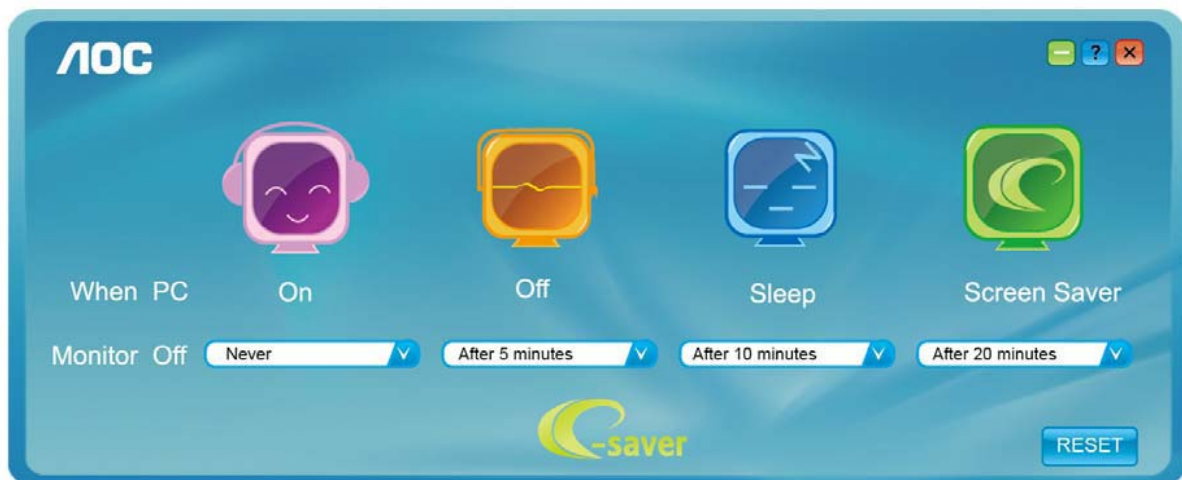 AOC
?
When PC On Off Sleep Screen Saver
Monitor Off Never After 5 minutes After 10 minutes After 20 minutes
e-saver
RESET